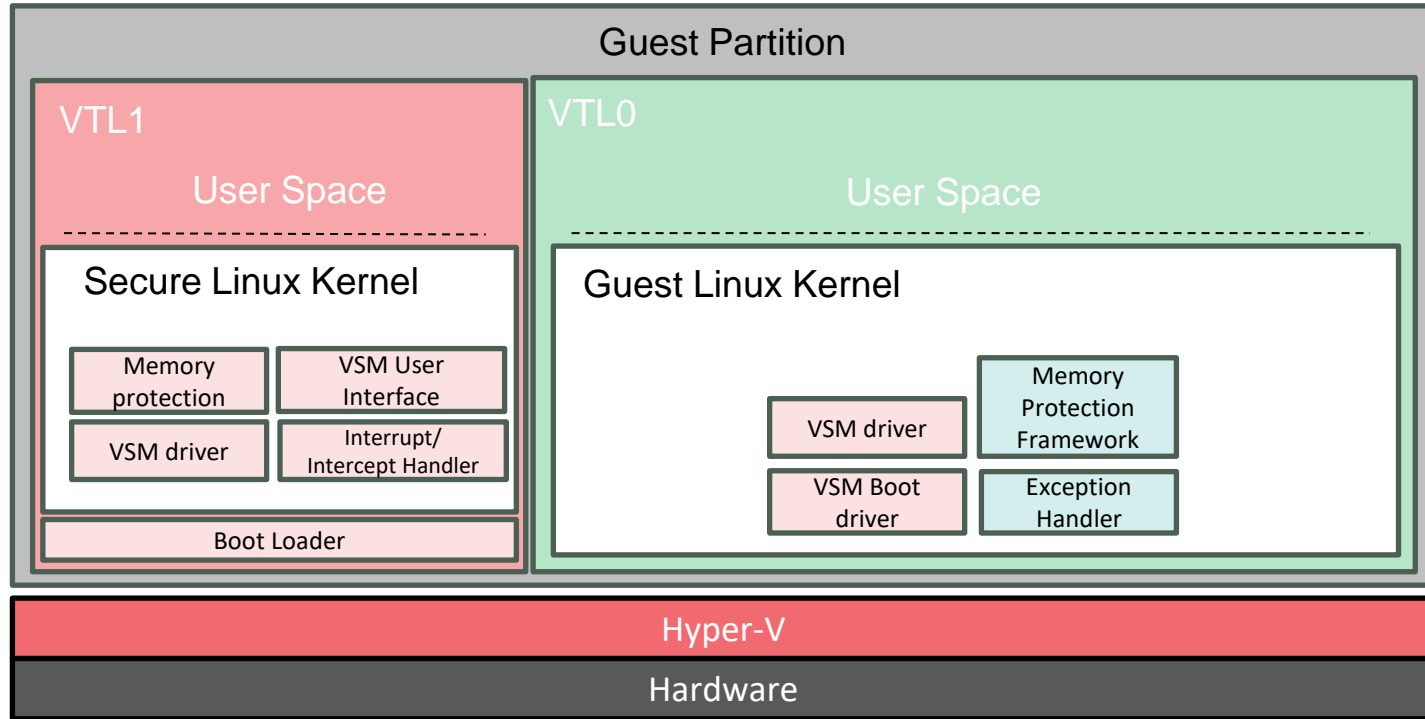 Guest Partition
VTL1
User Space
Secure Linux Kernel
Memory
protection
VSM User
Interface
VSM driver
Interrupt/
Intercept Handler
Boot Loader
VTL0
User Space
Guest Linux Kernel
VSM driver
Memory
Protection
Framework
VSM Boot
driver
Exception
Handler
Hyper-V
Hardware